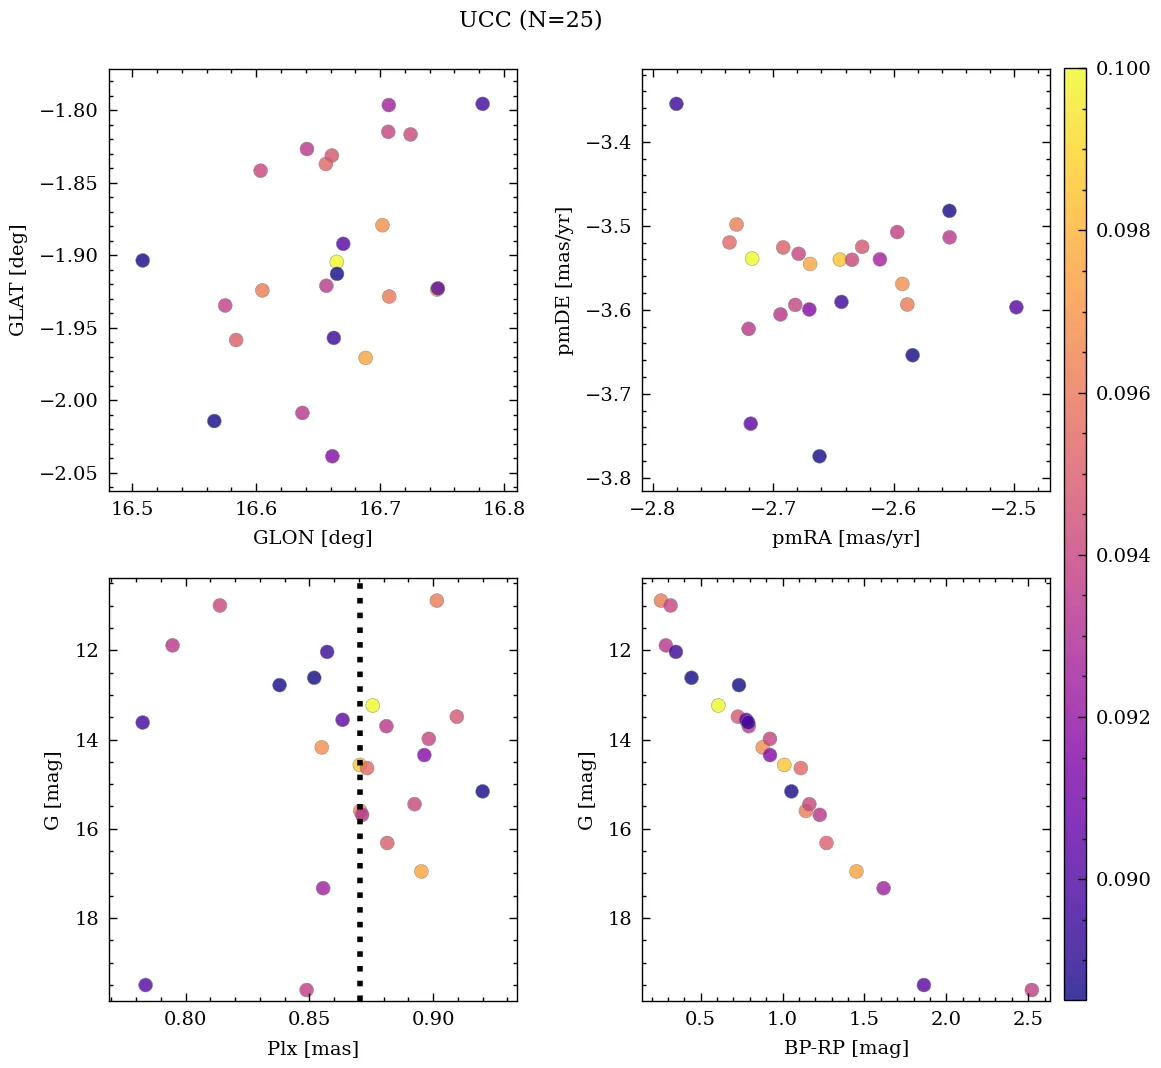 UCC (N=25)
−1.80
−1.85
−1.90
−1.95
−2.00
−2.05
GLAT [deg]
16.5 16.6 16.7 16.8
GLON [deg]
−3.4
−3.5
−3.6
−3.7
−3.8
pmDE [mas/yr]
−2.8 −2.7 −2.6 −2.5
pmRA [mas/yr]
12
14
16
18
G [mag]
0.80 0.85 0.90
Plx [mas]
12
14
16
18
G [mag]
0.5 1.0 1.5 2.0 2.5
BP-RP [mag]
0.100
0.098
0.096
0.094
0.092
0.090